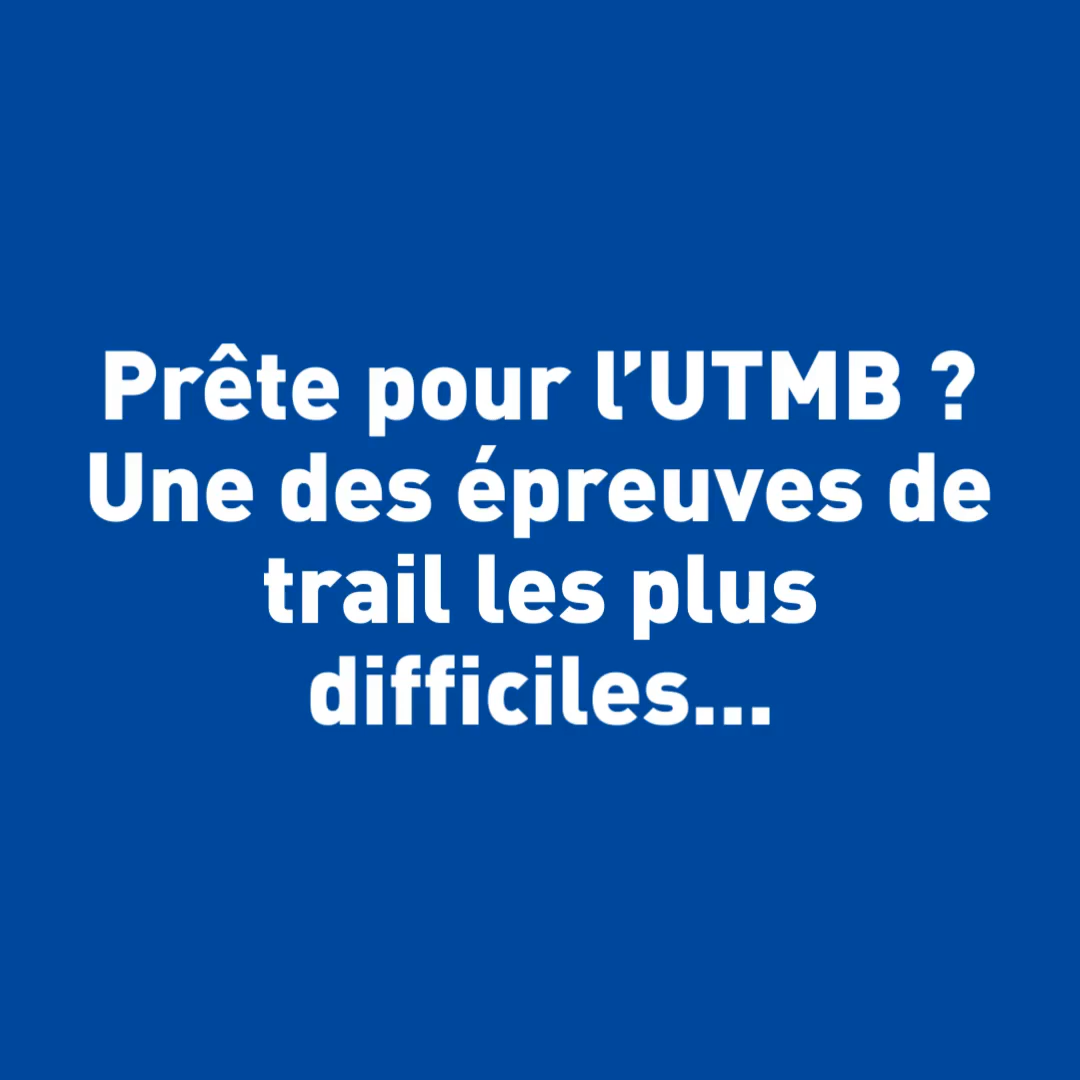 Prête pour l’UTMB ?
Une des épreuves de
trail les plus
difficiles...